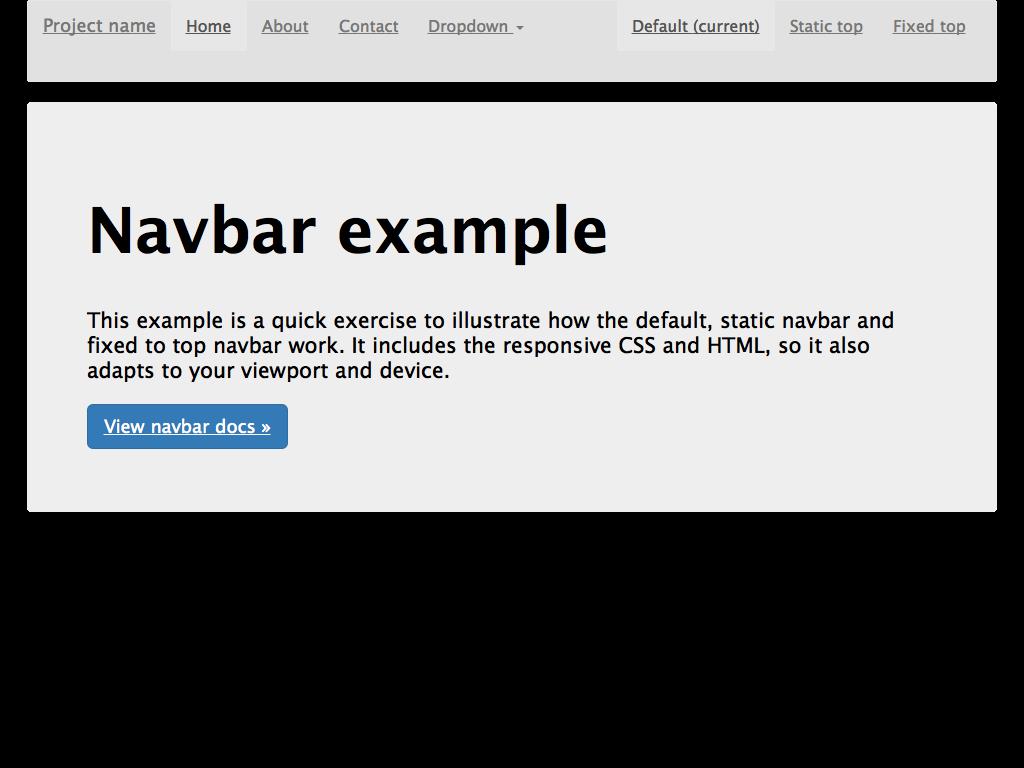 Project name Home About Contact Dropdown Default (current) Static top Fixed top
Navbar example
This example is a quick exercise to illustrate how the default, static navbar and
fixed to top navbar work. It includes the responsive CSS and HTML, so it also
adapts to your viewport and device.
View navbar docs »